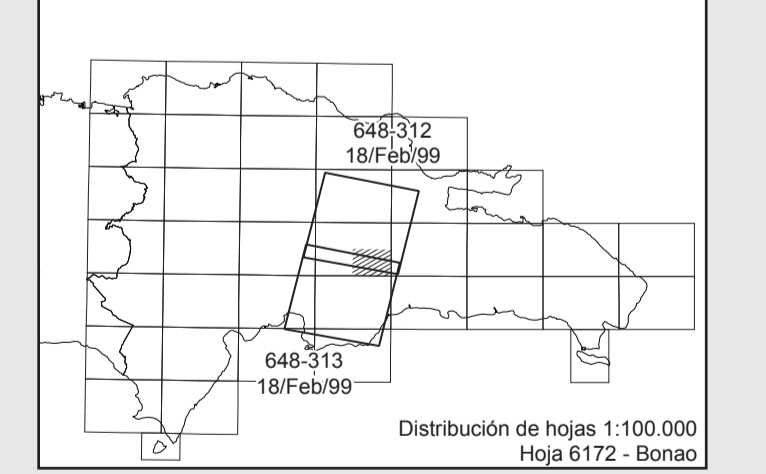 648-312
18/Feb/99
648-313
18/Feb/99
Distribución de hojas 1:100.000
Hoja 6172 - Bonao